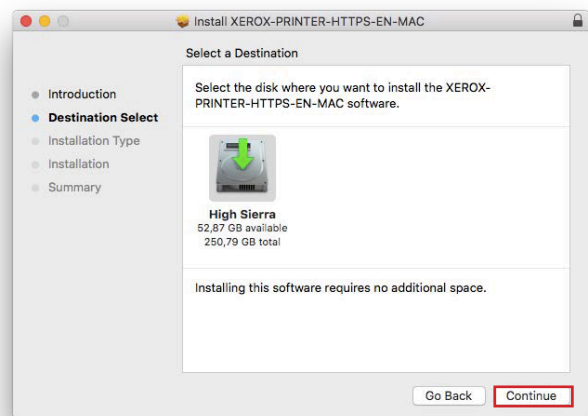 Install XEROX-PRINTER-HTTPS-EN-MAC
Select a Destination
Introduction
Destination Select
Installation Type
Installation
Summary
Select the disk where you want to install the XEROX-
PRINTER-HTTPS-EN-MAC software.
High Sierra
52,87 GB available
250,79 GB total
Installing this software requires no additional space.
Go Back
Continue